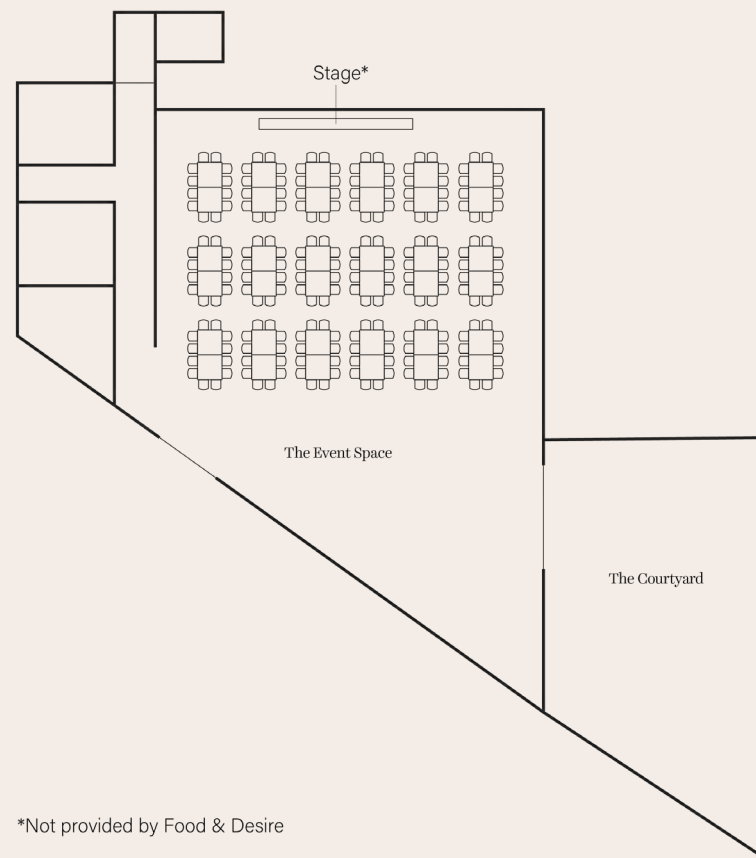 Stage*
The Event Space
The Courtyard
*Not provided by Food & Desire